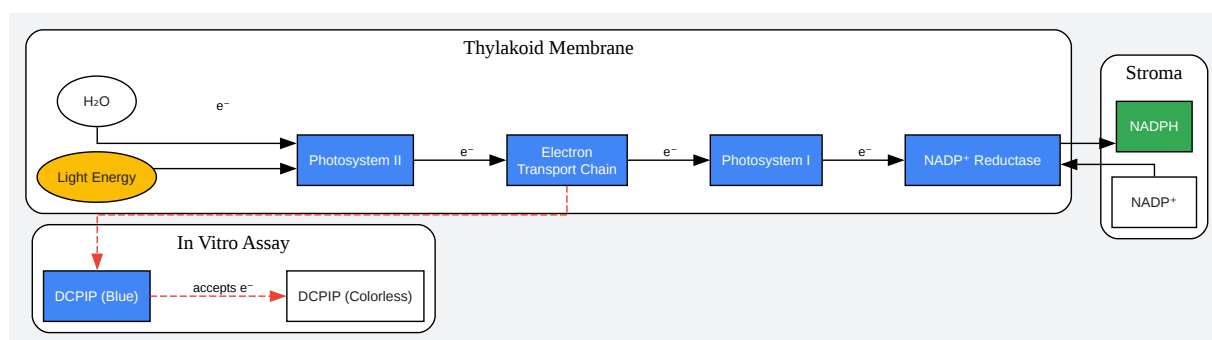 Thylakoid Membrane
Stroma
H₂O
e⁻
NADPH
Photosystem II
e⁻
Electron
Transport Chain
e⁻
Photosystem I
e⁻
NADP⁺ Reductase
Light Energy
NADP⁺
In Vitro Assay
DCPIP (Blue)
accepts e⁻
DCPIP (Colorless)